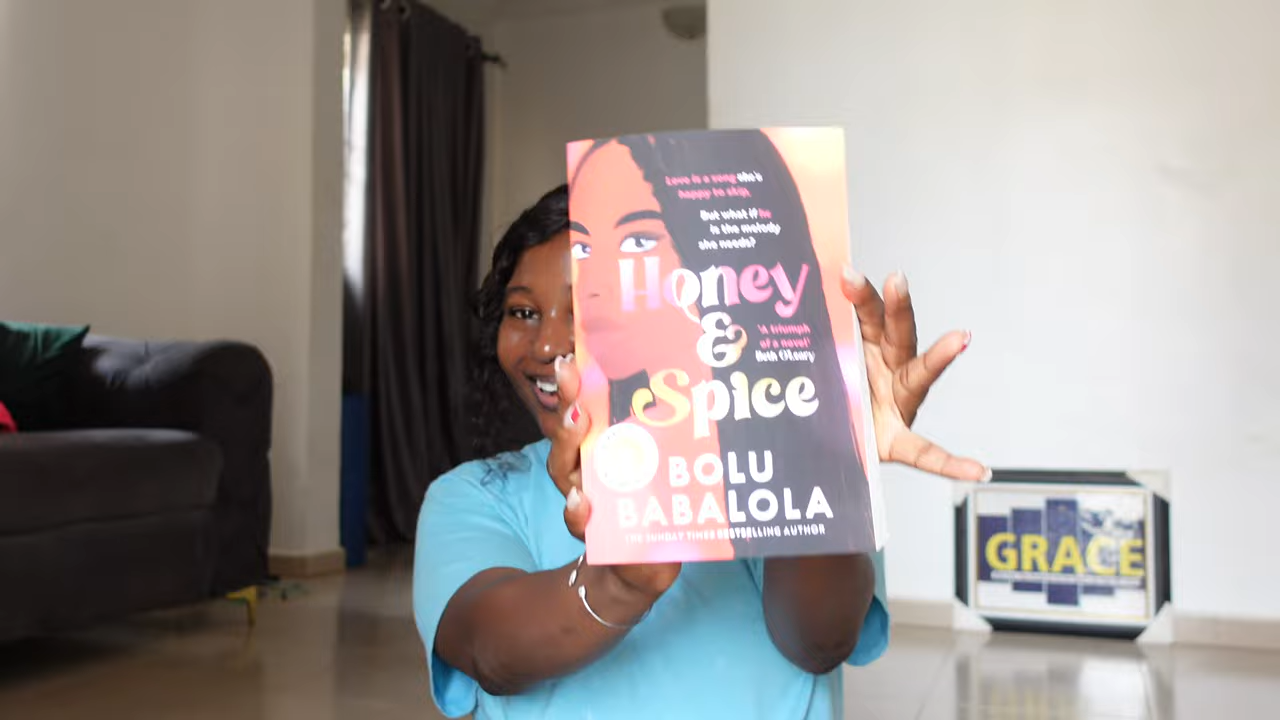 Love is a song she's
happy to skip.
But what if he
is the melody
she needs?
Honey
&
Spice
'A triumph
of a novel'
Beth O'Leary
BOLU
BABALOLA
THE SUNDAY TIMES BESTSELLING AUTHOR
GRACE